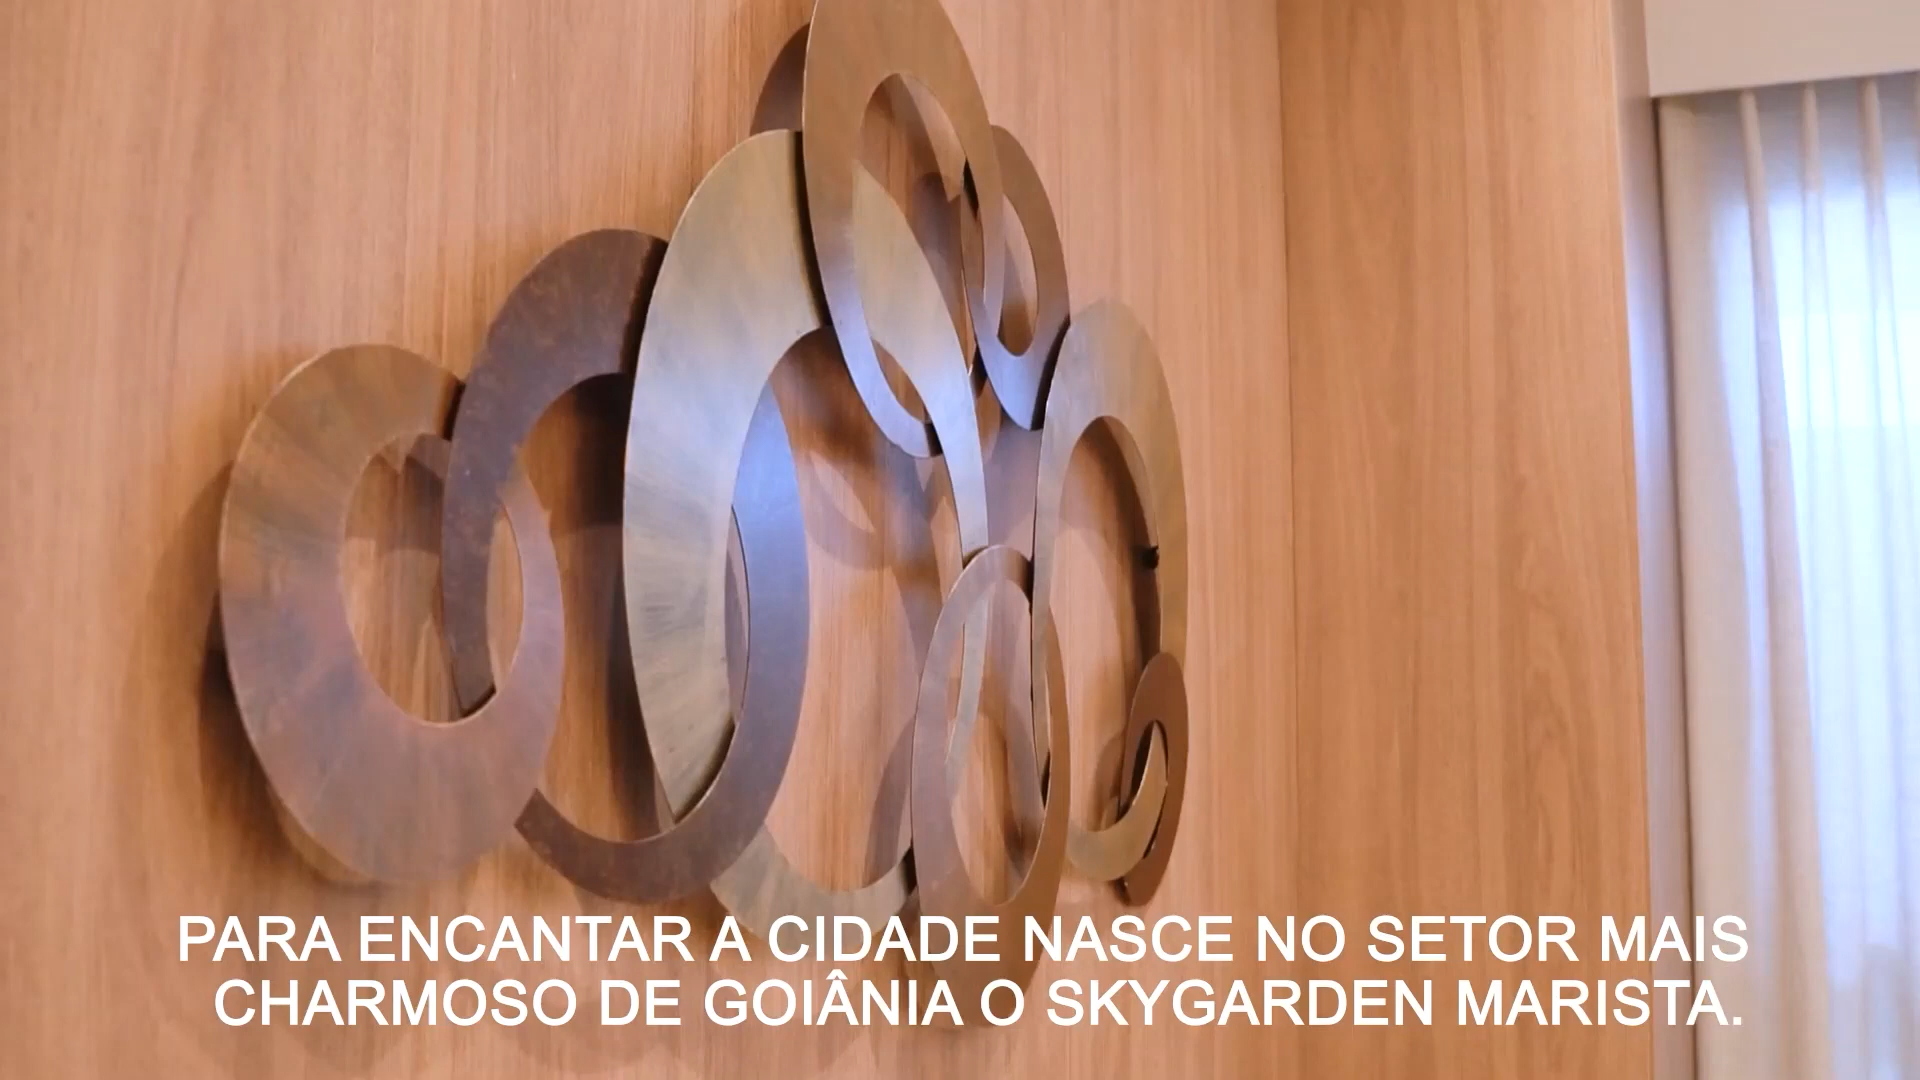 PARA ENCANTAR A CIDADE NASCE NO SETOR MAIS
CHARMOSO DE GOIÂNIA O SKYGARDEN MARISTA.